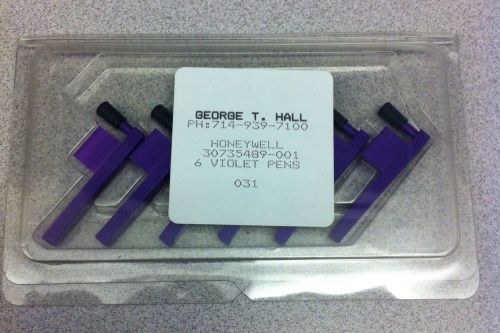 GEORGE T. HALL
PH:714-939-7100
HONEYWELL
30735489-001
6 VIOLET PENS
031